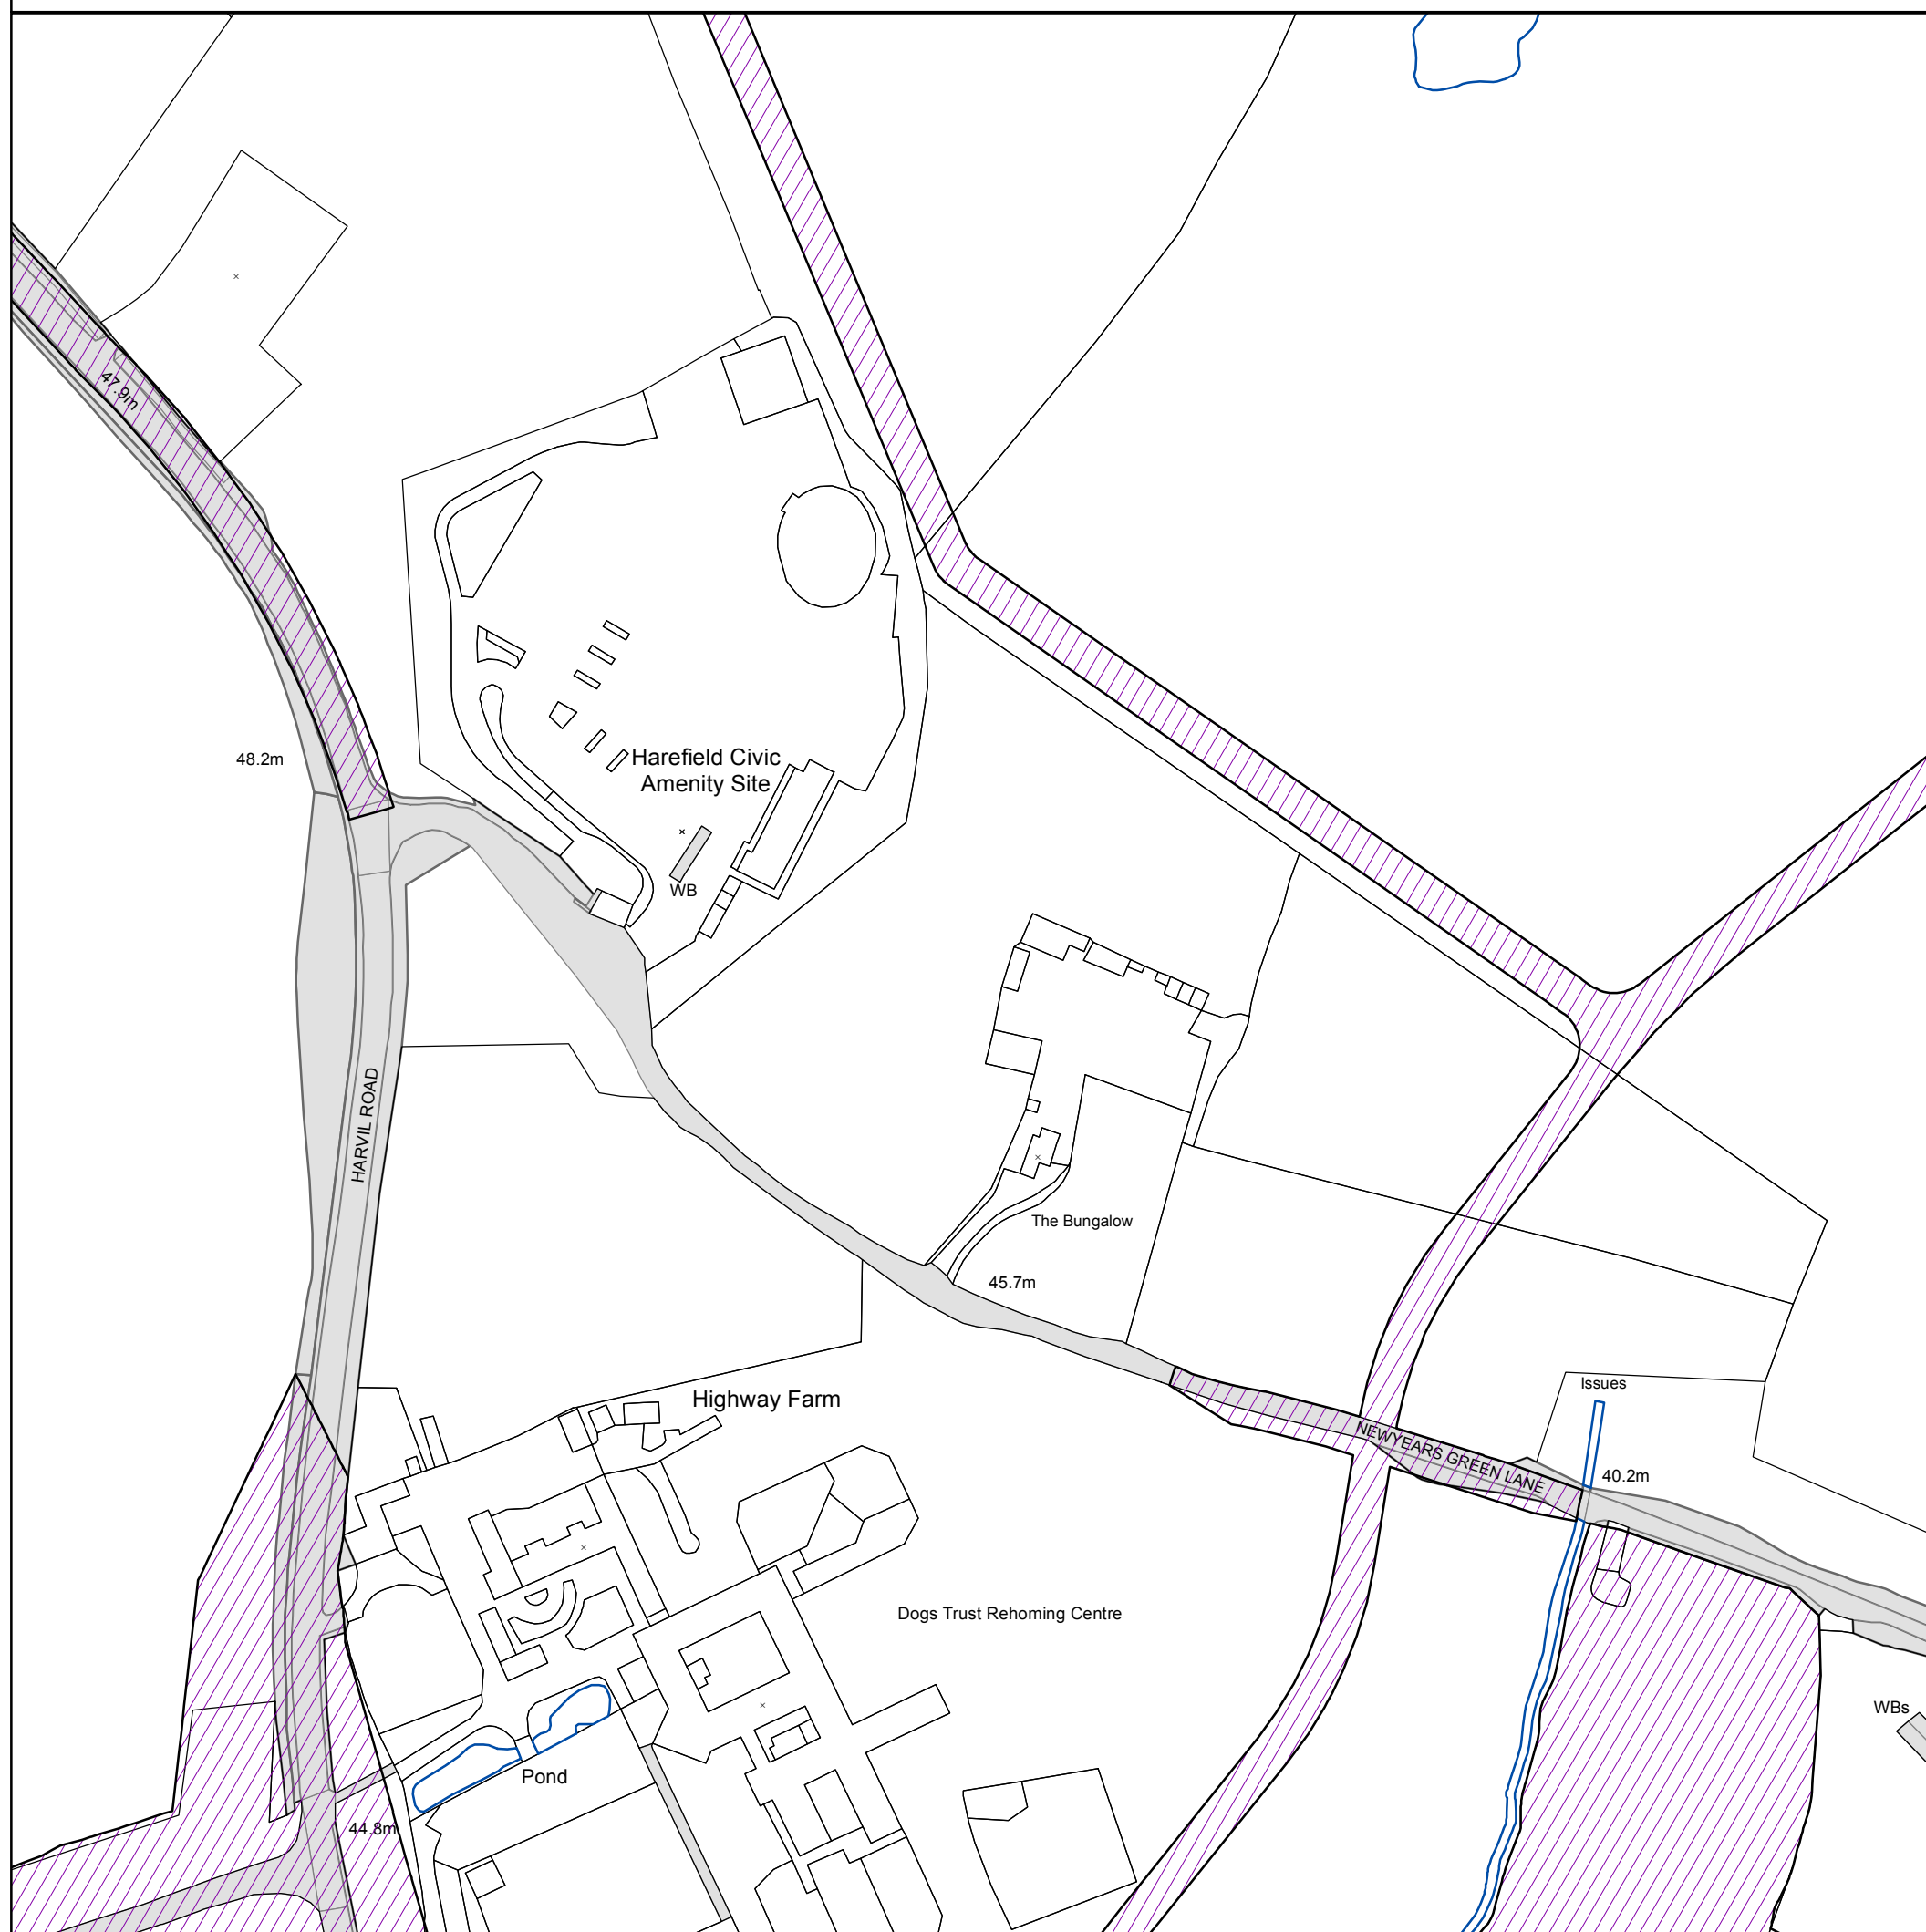 47.9m
48.2m
Harefield Civic
Amenity Site
WB
HARVIL ROAD
The Bungalow
45.7m
Issues
Highway Farm
NEWYEARS GREEN LANE
40.2m
Dogs Trust Rehoming Centre
WBs
Pond
44.8m